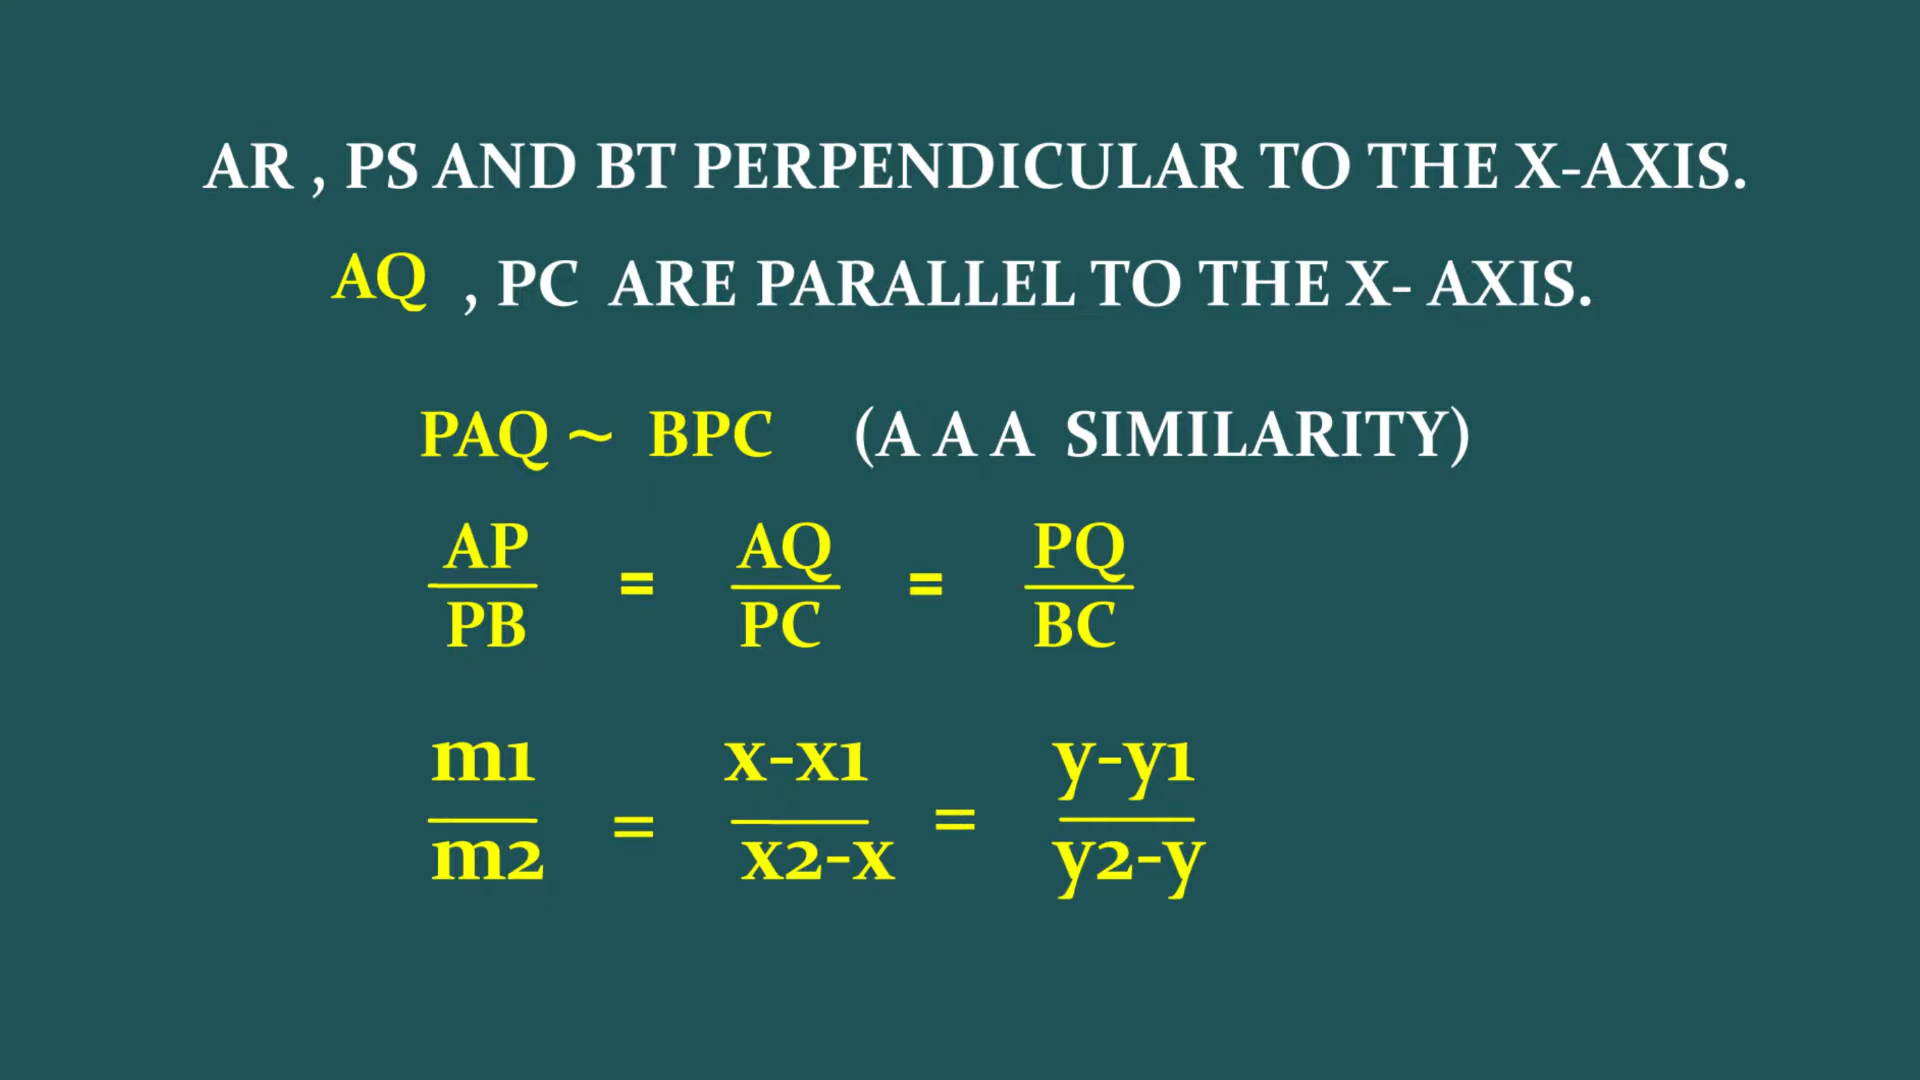 AR , PS AND BT PERPENDICULAR TO THE X-AXIS.
AQ , PC ARE PARALLEL TO THE X- AXIS.
PAQ ~ BPC (A A A SIMILARITY)
AP/PB = AQ/PC = PQ/BC
m1/m2 = x-x1/x2-x = y-y1/y2-y